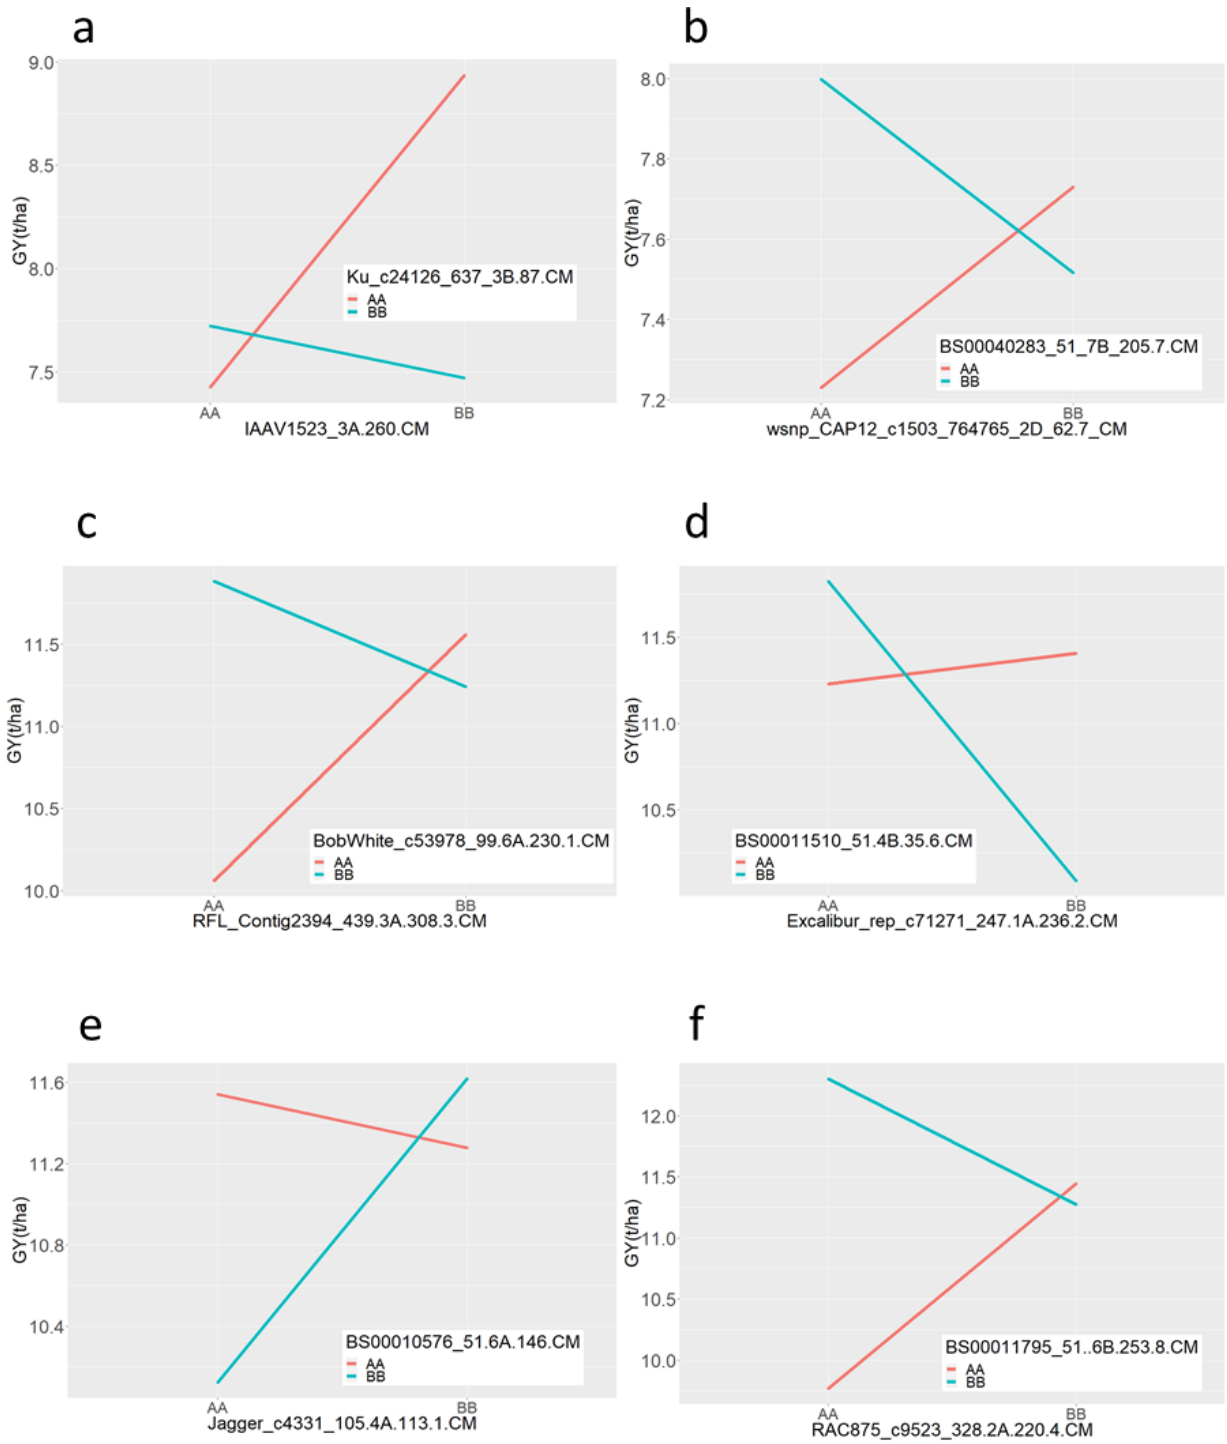 a
9.0
8.5
8.0
7.5
GY(t/ha)
Ku_c24126_637_3B.87.CM
AA
BB
AA BB
IAAV1523_3A.260.CM
b
8.0
7.8
7.6
7.4
7.2
GY(t/ha)
BS00040283_51_7B_205.7.CM
AA
BB
AA BB
wsnp_CAP12_c1503_764765_2D_62.7_CM
c
11.5
11.0
10.5
10.0
GY(t/ha)
BobWhite_c53978_99.6A.230.1.CM
AA
BB
AA BB
RFL_Contig2394_439.3A.308.3.CM
d
11.5
11.0
10.5
GY(t/ha)
BS00011510_51.4B.35.6.CM
AA
BB
AA BB
Excalibur_rep_c71271_247.1A.236.2.CM
e
11.6
11.2
10.8
10.4
GY(t/ha)
BS00010576_51.6A.146.CM
AA
BB
AA BB
Jagger_c4331_105.4A.113.1.CM
f
12.0
11.5
11.0
10.5
10.0
GY(t/ha)
BS00011795_51..6B.253.8.CM
AA
BB
AA BB
RAC875_c9523_328.2A.220.4.CM